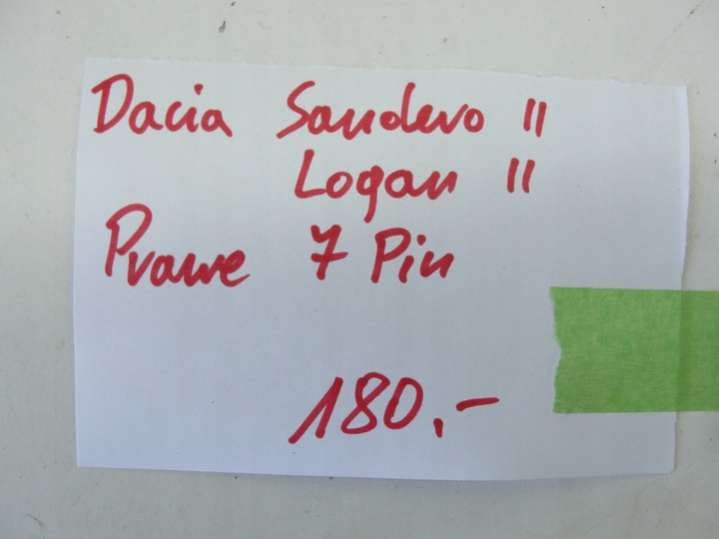 Dacia Sandero II
Logan II
Prawe 7 Pin
180,-